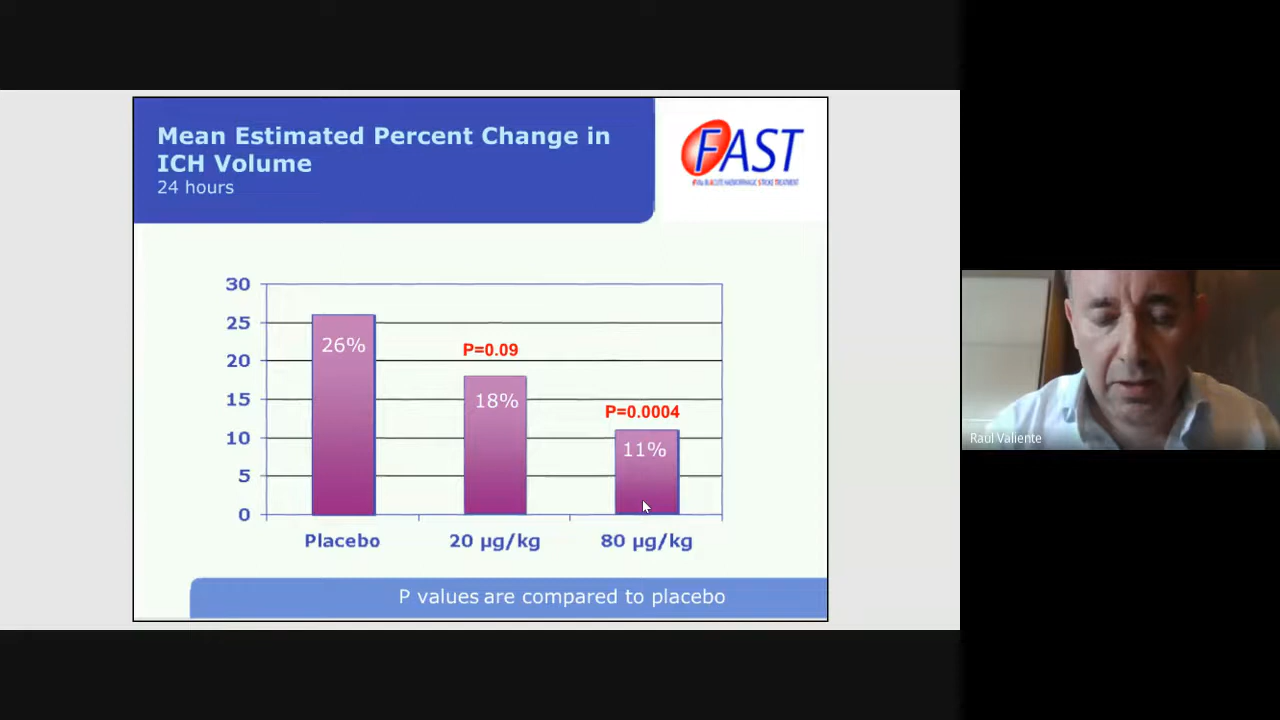 Mean Estimated Percent Change in
ICH Volume
24 hours
FAST
30
25
20
15
10
5
0
26%
P=0.09
18%
P=0.0004
11%
Placebo
20 µg/kg
80 µg/kg
P values are compared to placebo
Raul Valiente